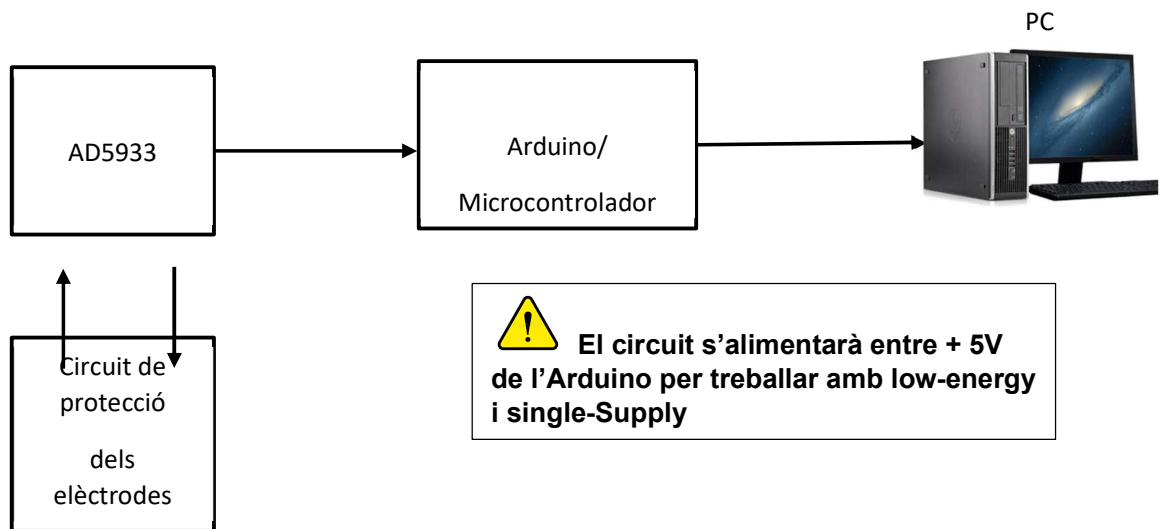 PC
AD5933
Arduino/
Microcontrolador
El circuit s’alimentarà entre + 5V
de l’Arduino per treballar amb low-energy
i single-Supply
Circuit de
protecció
dels
elèctrodes